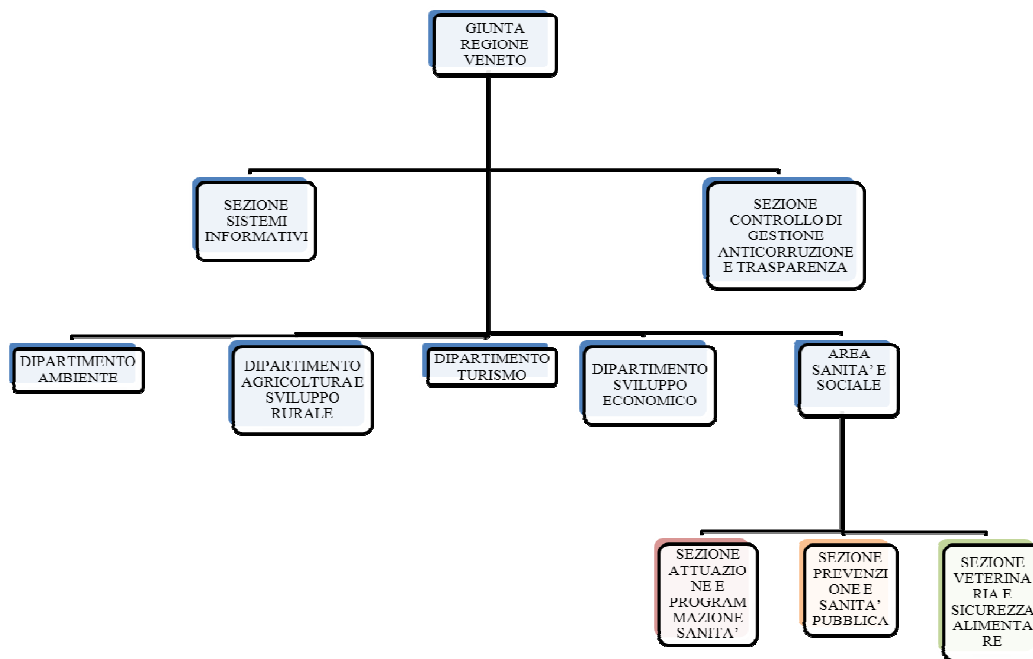 GIUNTA
REGIONE
VENETO
SEZIONE
SISTEMI
INFORMATIVI
SEZIONE
CONTROLLO DI
GESTIONE
ANTICORRUZIONE
E TRASPARENZA
DIPARTIMENTO
AMBIENTE
DIPARTIMENTO
AGRICOLTURA E
SVILUPPO
RURALE
DIPARTIMENTO
TURISMO
DIPARTIMENTO
SVILUPPO
ECONOMICO
AREA
SANITA’ E
SOCIALE
SEZIONE
ATTUAZIO
NE E
PROGRAM
MAZIONE
SANITA’
SEZIONE
PREVENZI
ONE E
SANITA’
PUBBLICA
SEZIONE
VETERINA
RIA E
SICUREZZA
ALIMENTA
RE